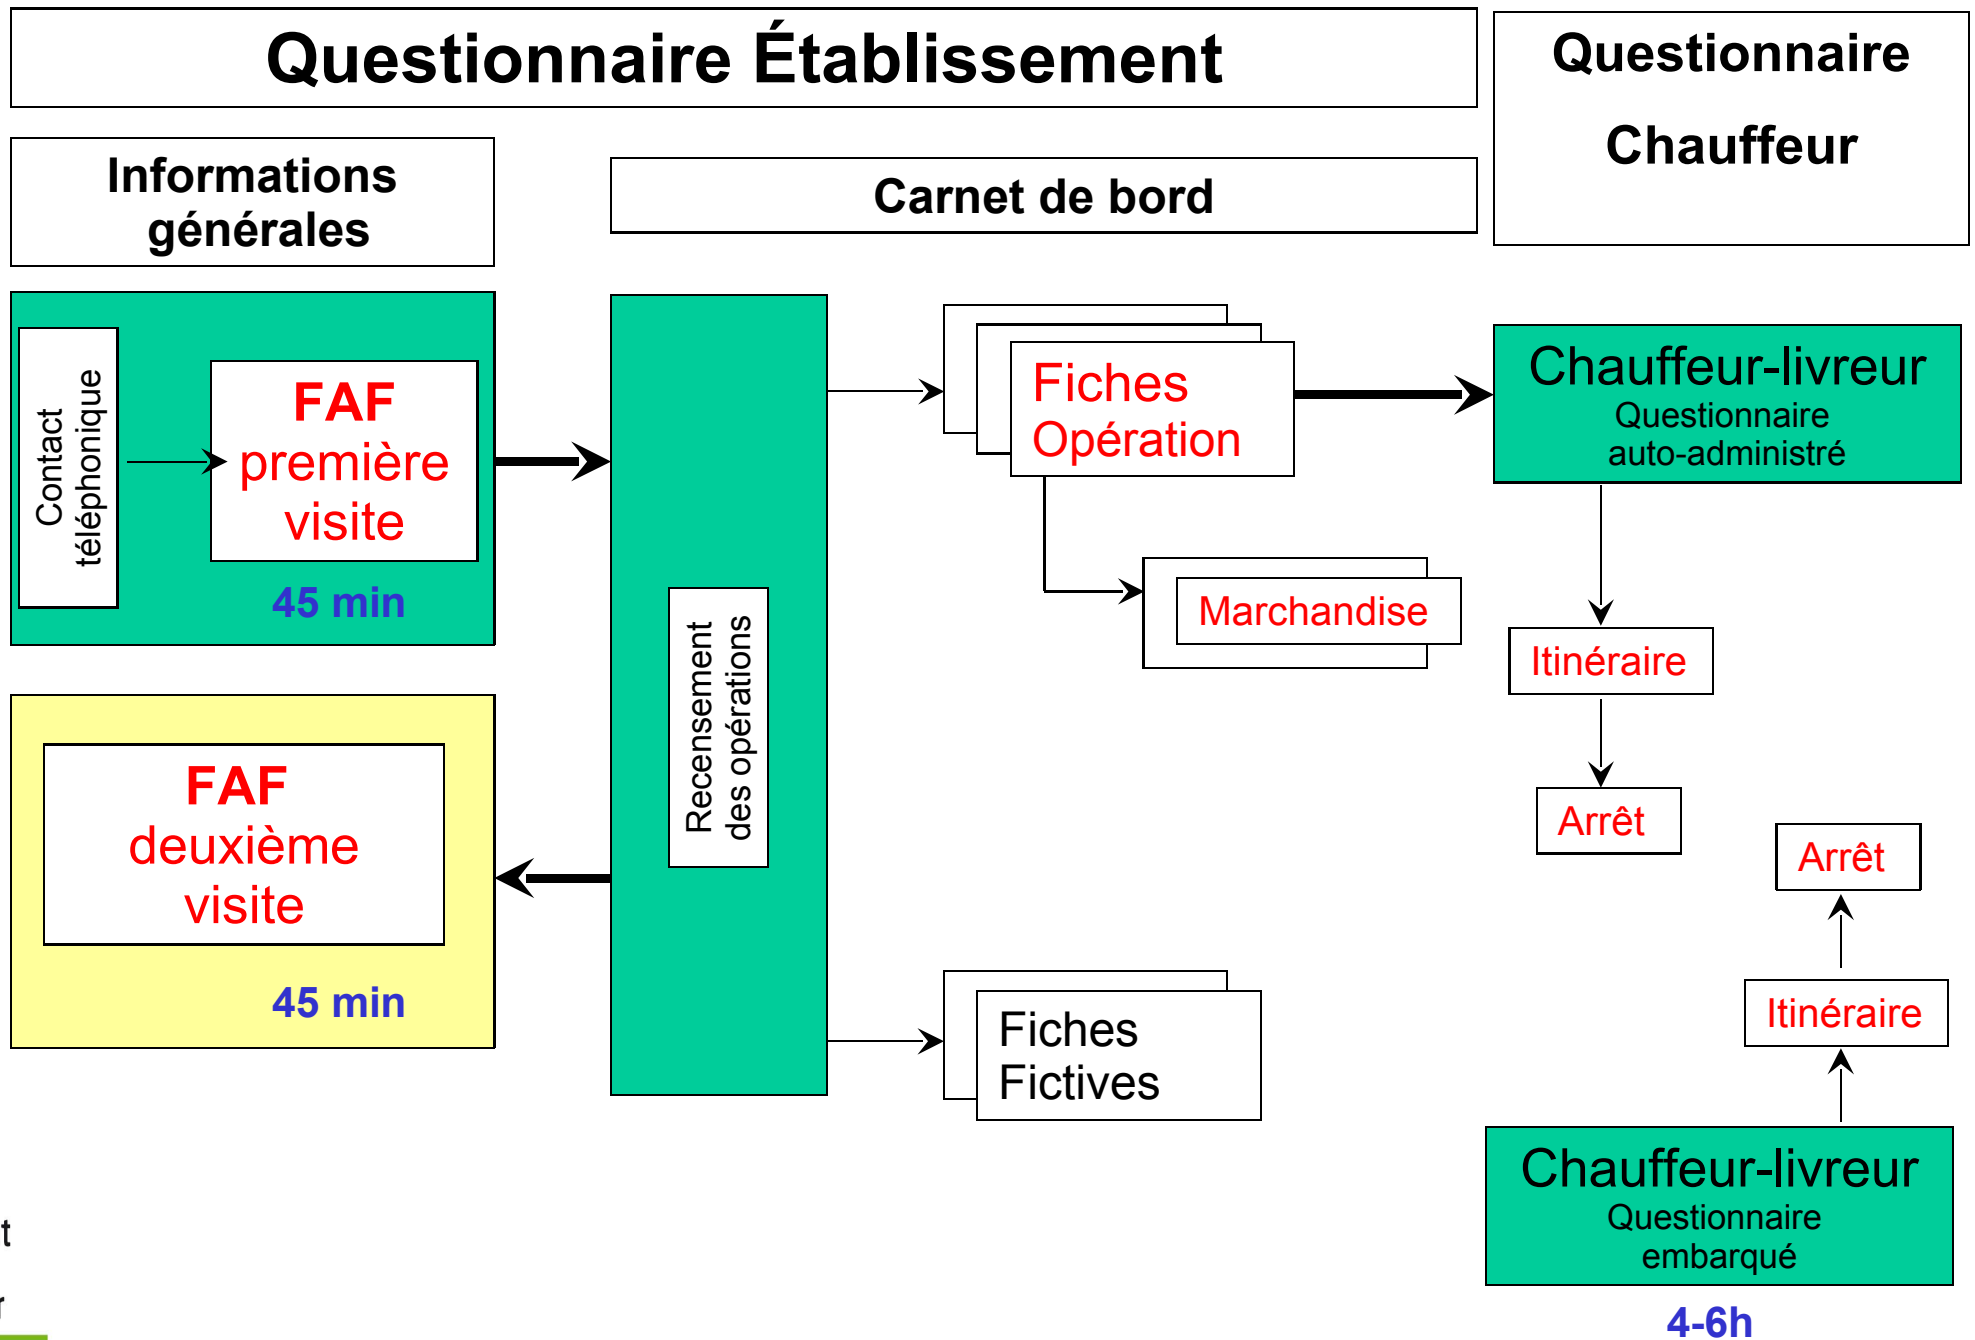 Questionnaire Établissement
Questionnaire
Chauffeur
Informations
générales
Carnet de bord
Contact
téléphonique
FAF
première
visite
45 min
FAF
deuxième
visite
45 min
Recensement
des opérations
Fiches
Opération
Marchandise
Fiches
Fictives
Chauffeur-livreur
Questionnaire
auto-administré
Itinéraire
Arrêt
Arrêt
Itinéraire
Chauffeur-livreur
Questionnaire
embarqué
4-6h
t
r